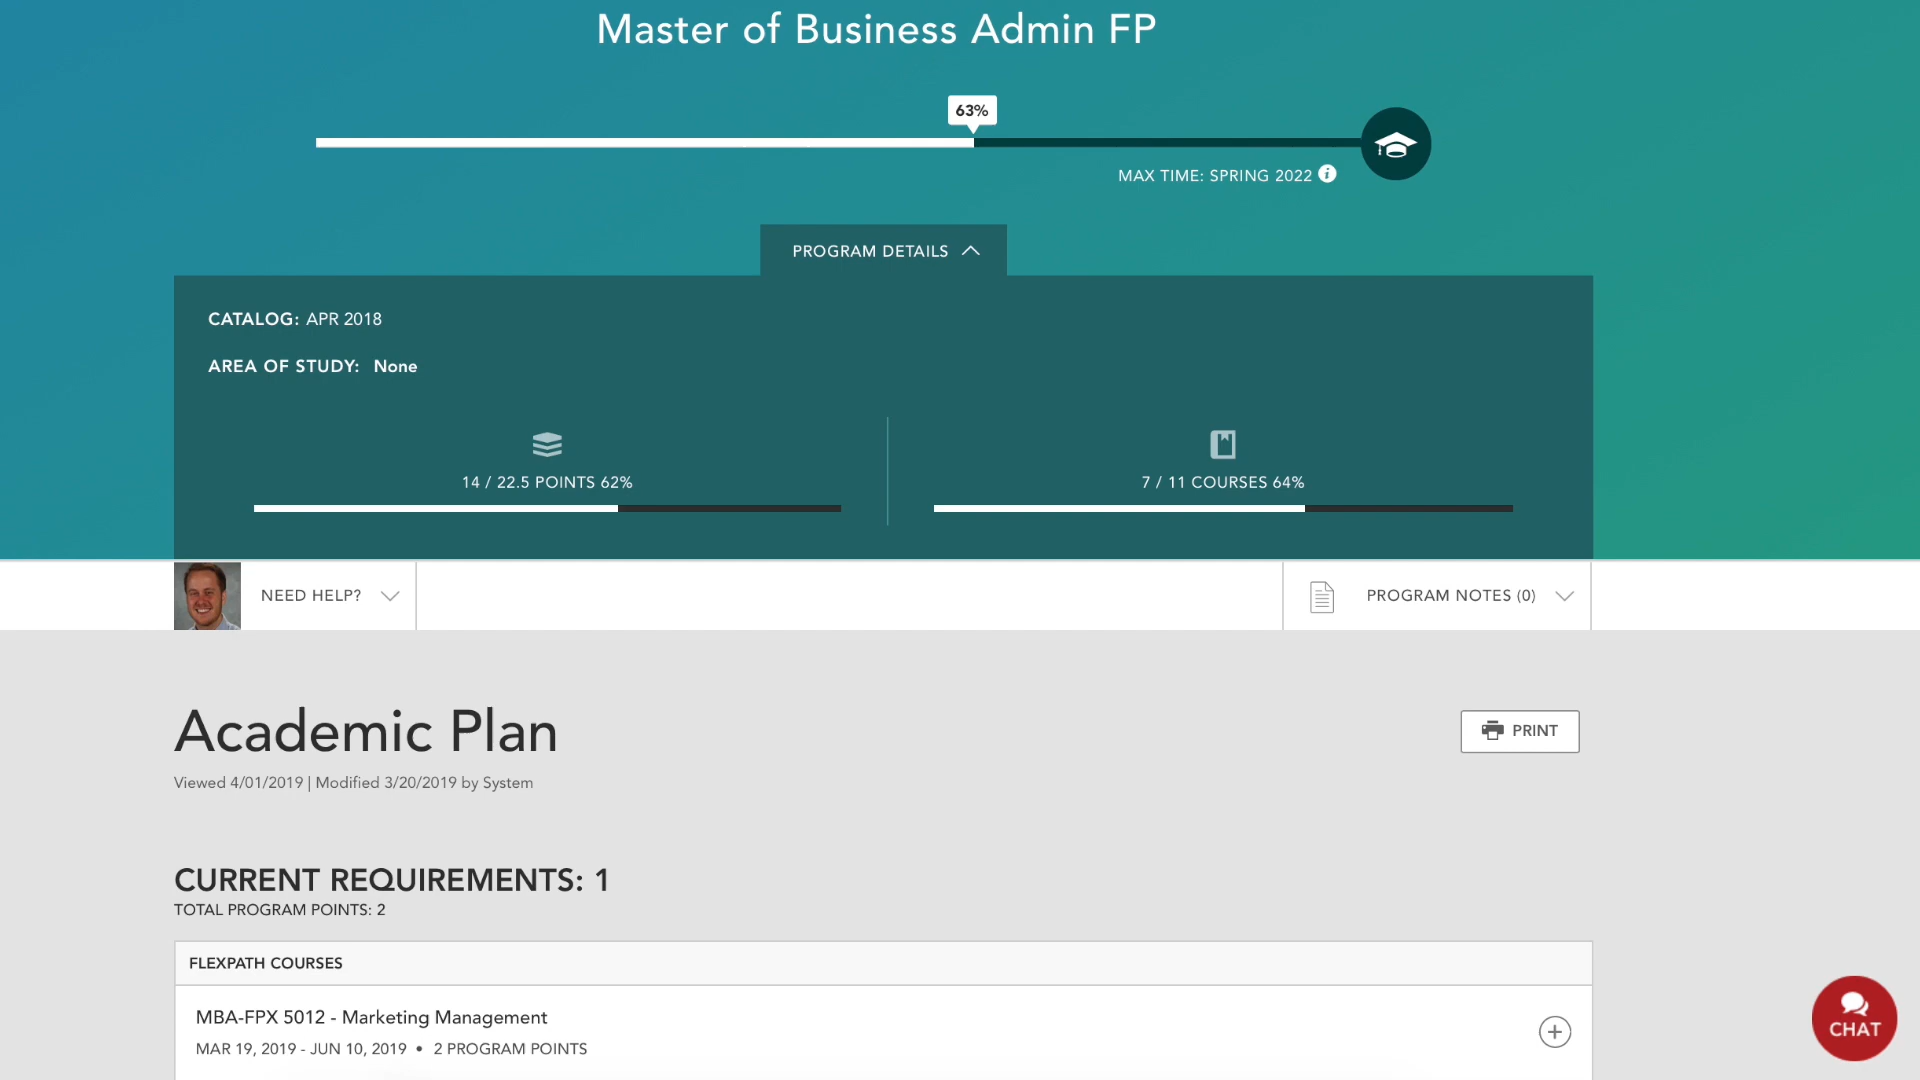 Master of Business Admin FP
63%
MAX TIME: SPRING 2022
PROGRAM DETAILS
CATALOG: APR 2018
AREA OF STUDY: None
14 / 22.5 POINTS 62%
7 / 11 COURSES 64%
NEED HELP?
PROGRAM NOTES (0)
Academic Plan
PRINT
Viewed 4/01/2019 | Modified 3/20/2019 by System
CURRENT REQUIREMENTS: 1
TOTAL PROGRAM POINTS: 2
FLEXPATH COURSES
MBA-FPX 5012 - Marketing Management
MAR 19, 2019 - JUN 10, 2019 • 2 PROGRAM POINTS
CHAT